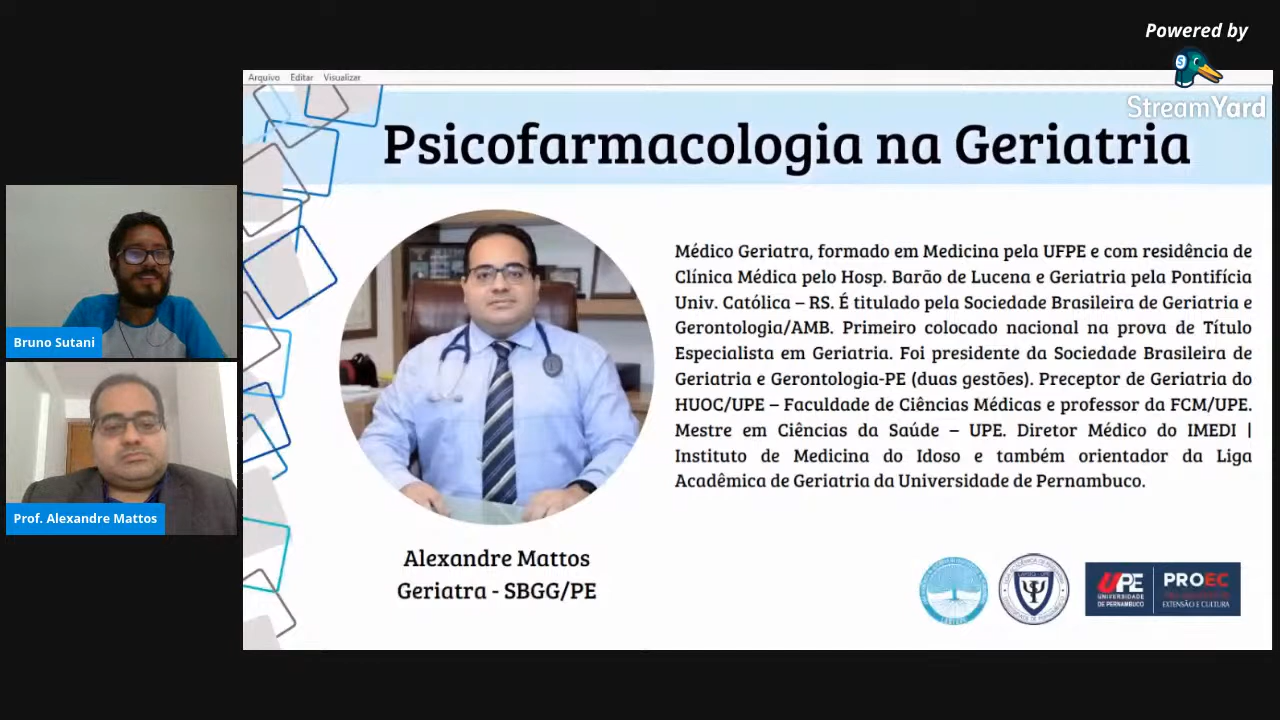 Powered by
StreamYard
Arquivo Editar Visualizar
Psicofarmacologia na Geriatria
Médico Geriatra, formado em Medicina pela UFPE e com residência de
Clínica Médica pelo Hosp. Barão de Lucena e Geriatria pela Pontifícia
Univ. Católica – RS. É titulado pela Sociedade Brasileira de Geriatria e
Gerontologia/AMB. Primeiro colocado nacional na prova de Título
Especialista em Geriatria. Foi presidente da Sociedade Brasileira de
Geriatria e Gerontologia-PE (duas gestões). Preceptor de Geriatria do
HUOC/UPE – Faculdade de Ciências Médicas e professor da FCM/UPE.
Mestre em Ciências da Saúde – UPE. Diretor Médico do IMEDI |
Instituto de Medicina do Idoso e também orientador da Liga
Acadêmica de Geriatria da Universidade de Pernambuco.
Bruno Sutani
Prof. Alexandre Mattos
Alexandre Mattos
Geriatra - SBGG/PE
UPE
UNIVERSIDADE
DE PERNAMBUCO
PROEC
EXTENSÃO E CULTURA